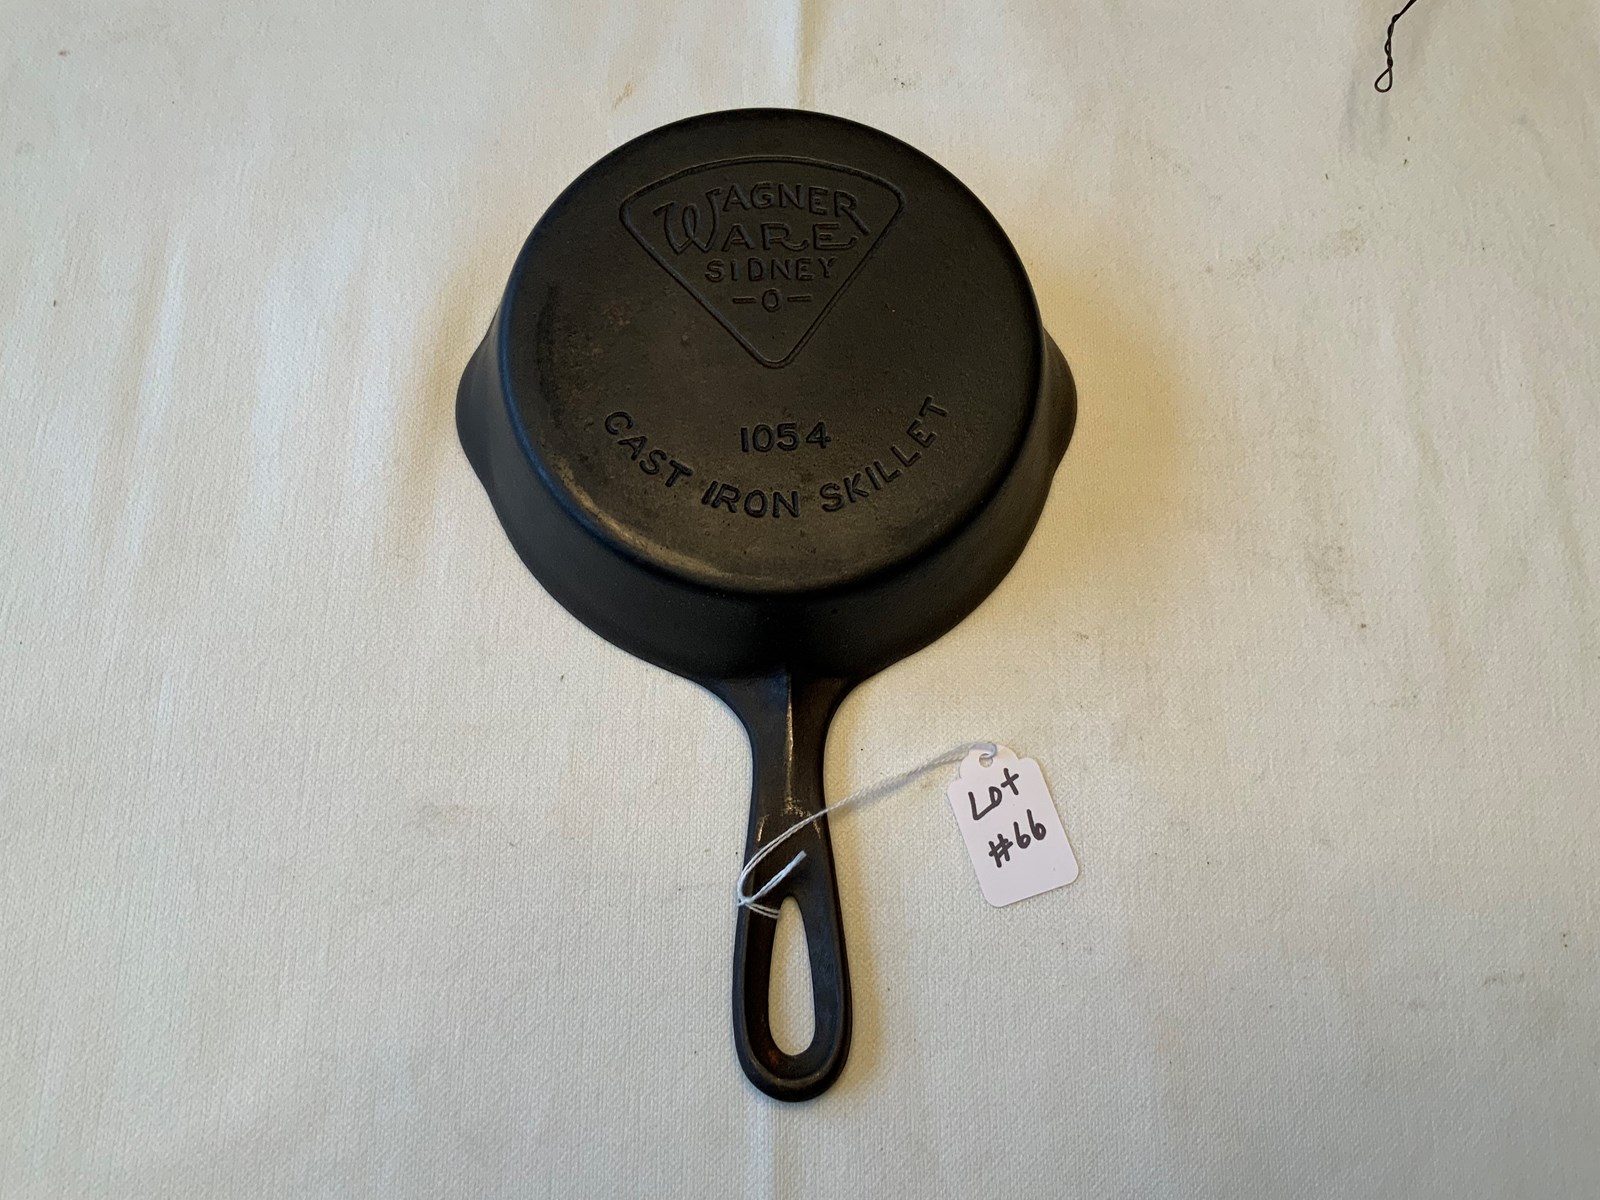 WAGNER
WARE
SIDNEY
-O-
1054
CAST IRON SKILLET
Lot
#66